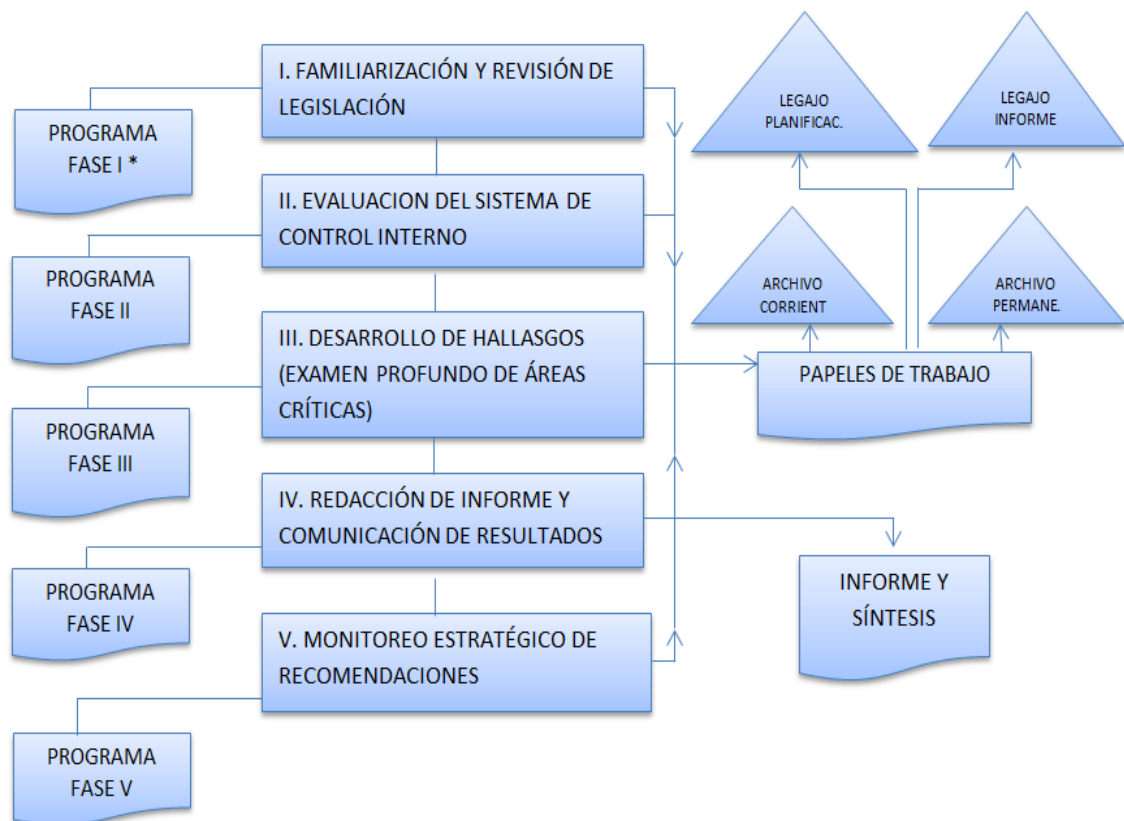 I. FAMILIARIZACIÓN Y REVISIÓN DE
LEGISLACIÓN
PROGRAMA
FASE I *
II. EVALUACION DEL SISTEMA DE
CONTROL INTERNO
PROGRAMA
FASE II
III. DESARROLLO DE HALLASGOS
(EXAMEN PROFUNDO DE ÁREAS
CRÍTICAS)
PROGRAMA
FASE III
IV. REDACCIÓN DE INFORME Y
COMUNICACIÓN DE RESULTADOS
PROGRAMA
FASE IV
V. MONITOREO ESTRATÉGICO DE
RECOMENDACIONES
PROGRAMA
FASE V
LEGAJO
PLANIFICAC.
LEGAJO
INFORME
ARCHIVO
CORRIENT
ARCHIVO
PERMANE.
PAPELES DE TRABAJO
INFORME Y
SÍNTESIS